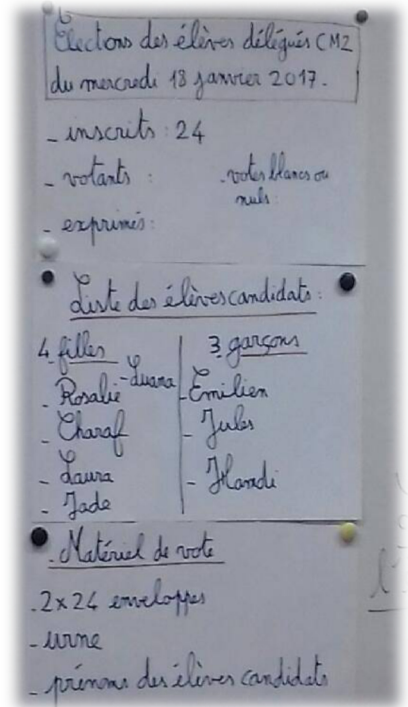 Elections des élèves délégués CM2
du mercredi 18 janvier 2017.
- inscrits : 24
- votants : - votes blancs ou
nuls :
- exprimés :
Liste des élèves candidats :
4 filles 3 garçons
- Rosalie - Luana - Emilien
- Charaf - Jules
- Laura - Hamdi
- Jade
- Matériel de vote
- 2x24 enveloppes
- urne
- prénoms des élèves candidats